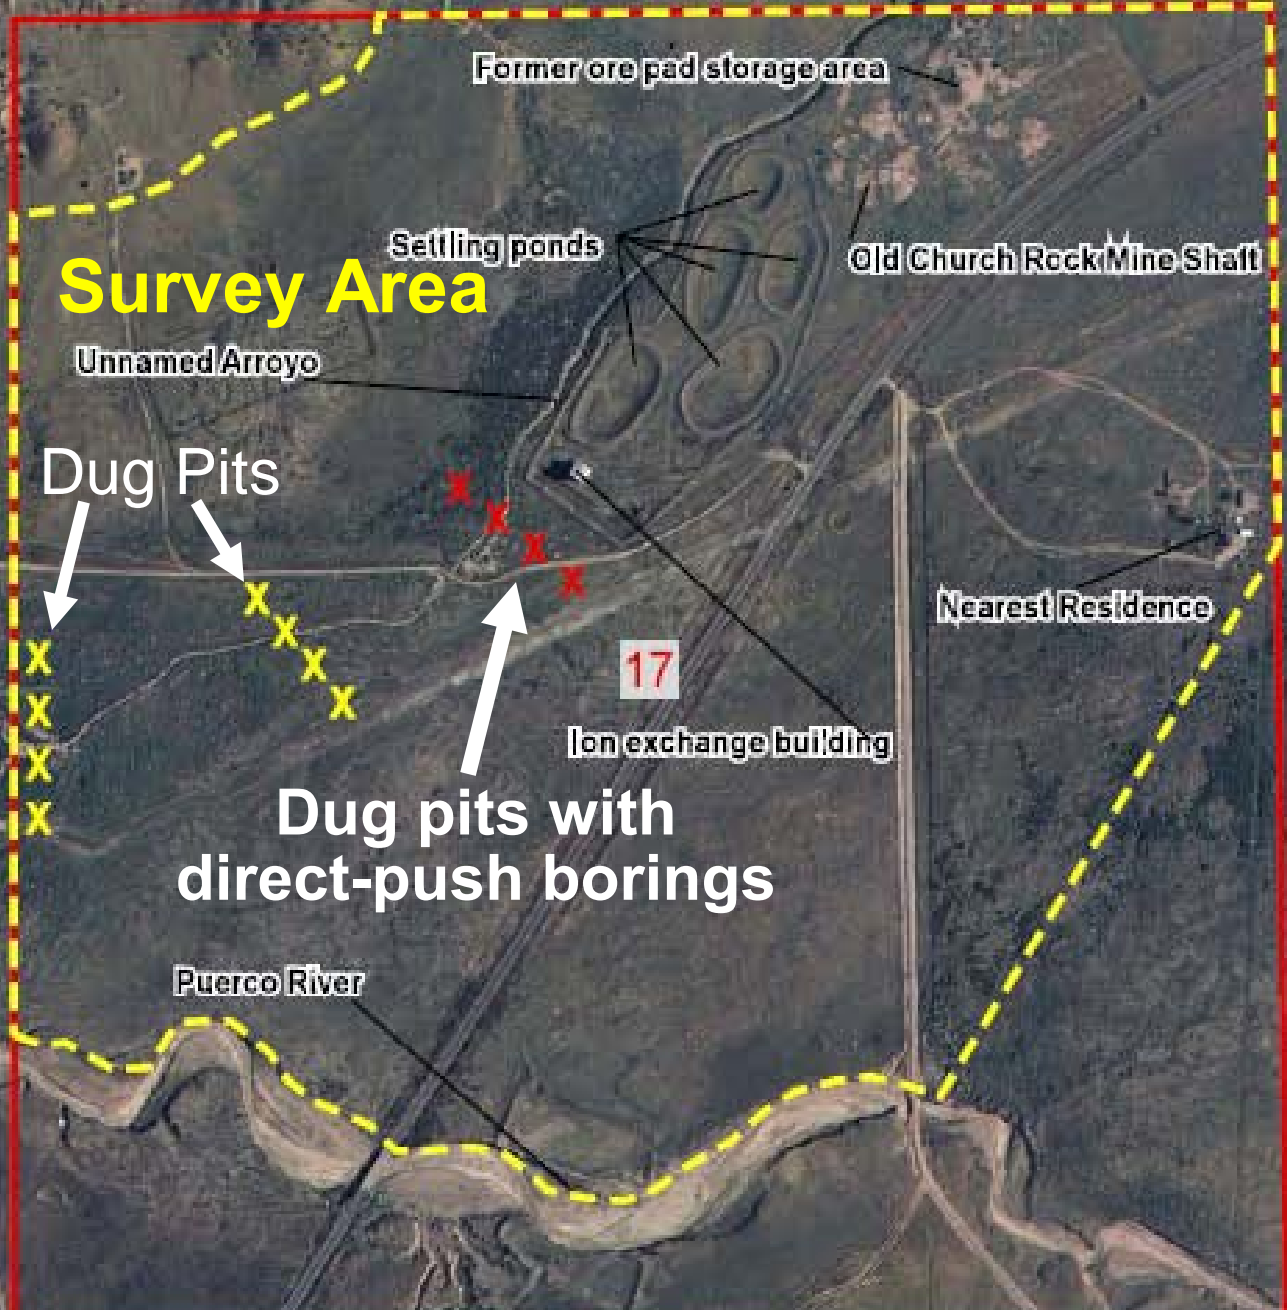 Former ore pad storage area
Settling ponds
Old Church Rock Mine Shaft
Survey Area
Unnamed Arroyo
Dug Pits
X
X
X
X
X
X
X
X
X
X
X
X
Nearest Residence
17
Ion exchange building
Dug pits with
direct-push borings
Puerco River